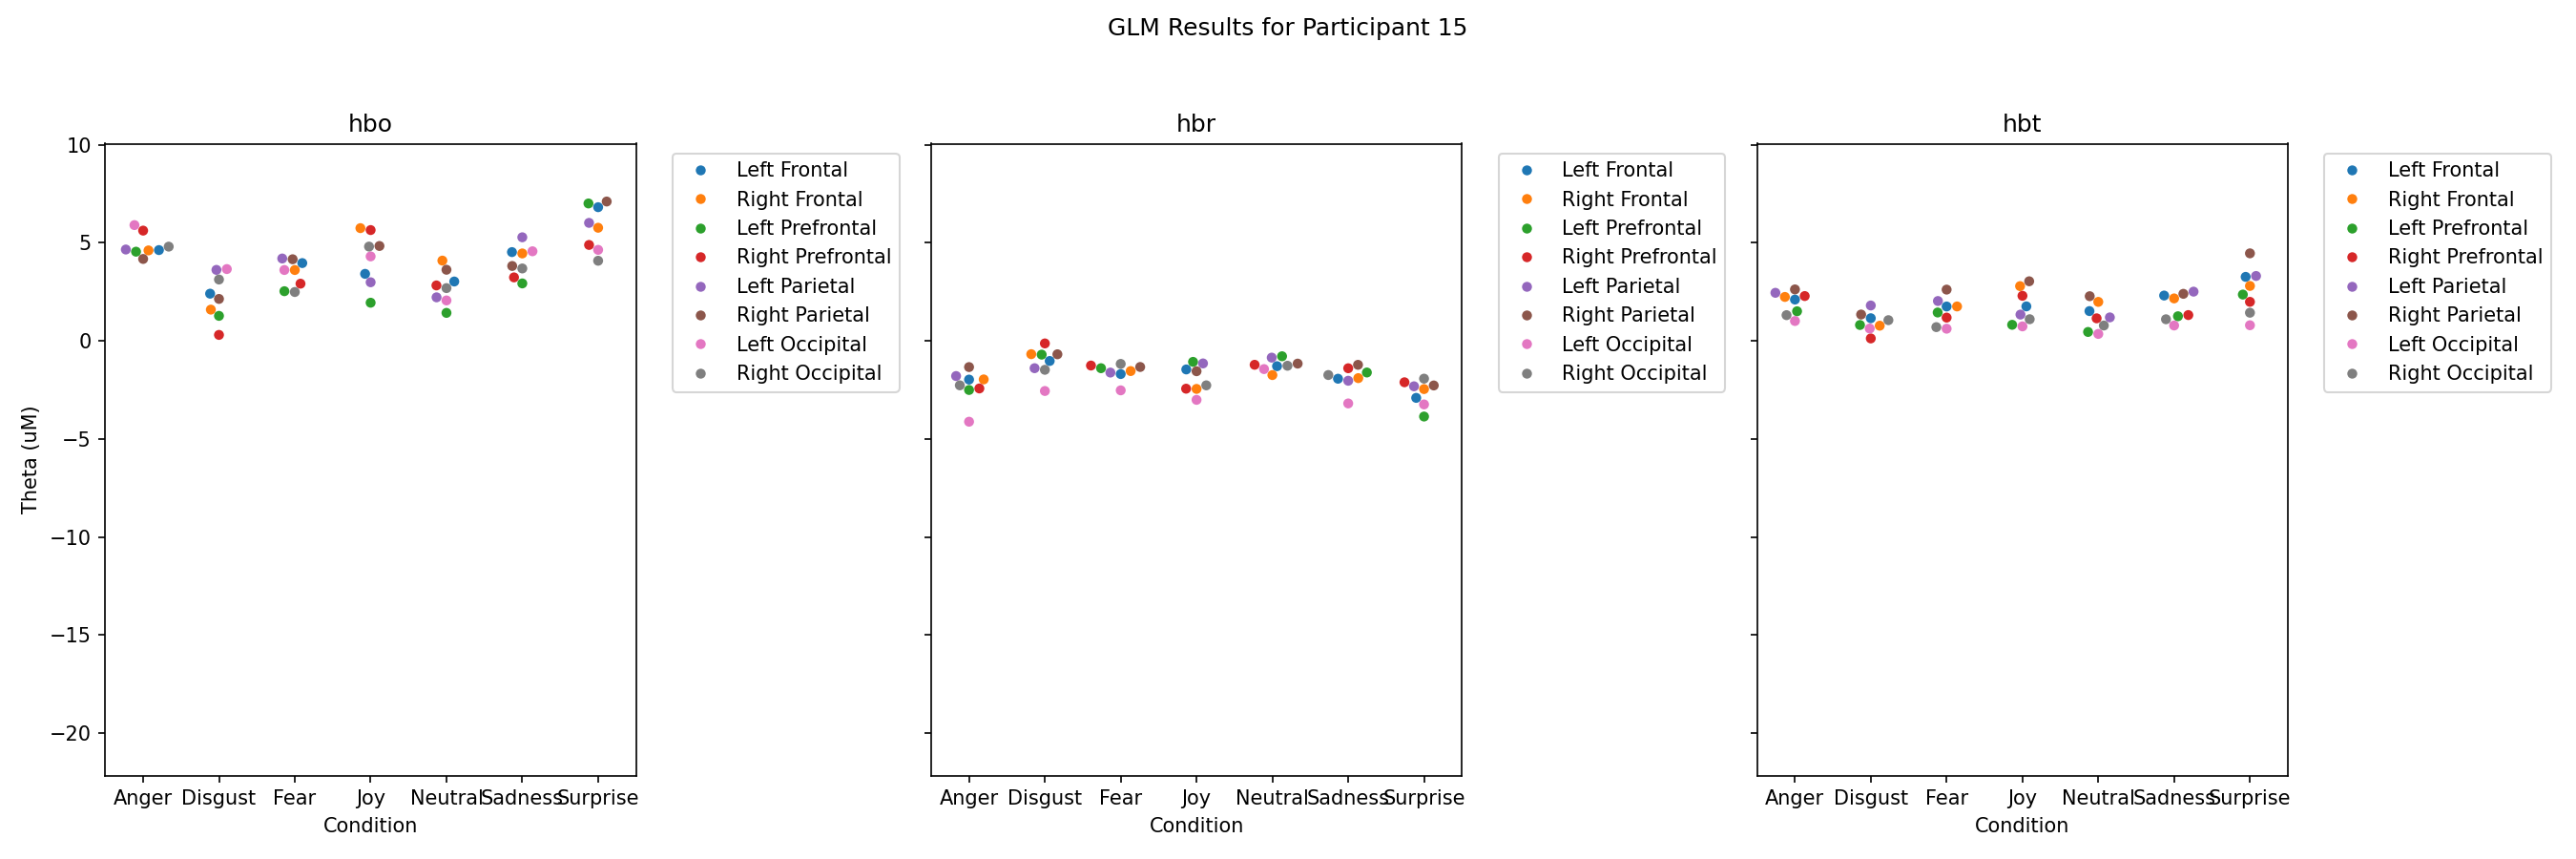 GLM Results for Participant 15
hbo
10
5
0
−5
−10
−15
−20
Theta (uM)
Anger Disgust Fear Joy Neutral Sadness Surprise
Condition
Left Frontal
Right Frontal
Left Prefrontal
Right Prefrontal
Left Parietal
Right Parietal
Left Occipital
Right Occipital
hbr
Anger Disgust Fear Joy Neutral Sadness Surprise
Condition
Left Frontal
Right Frontal
Left Prefrontal
Right Prefrontal
Left Parietal
Right Parietal
Left Occipital
Right Occipital
hbt
Anger Disgust Fear Joy Neutral Sadness Surprise
Condition
Left Frontal
Right Frontal
Left Prefrontal
Right Prefrontal
Left Parietal
Right Parietal
Left Occipital
Right Occipital